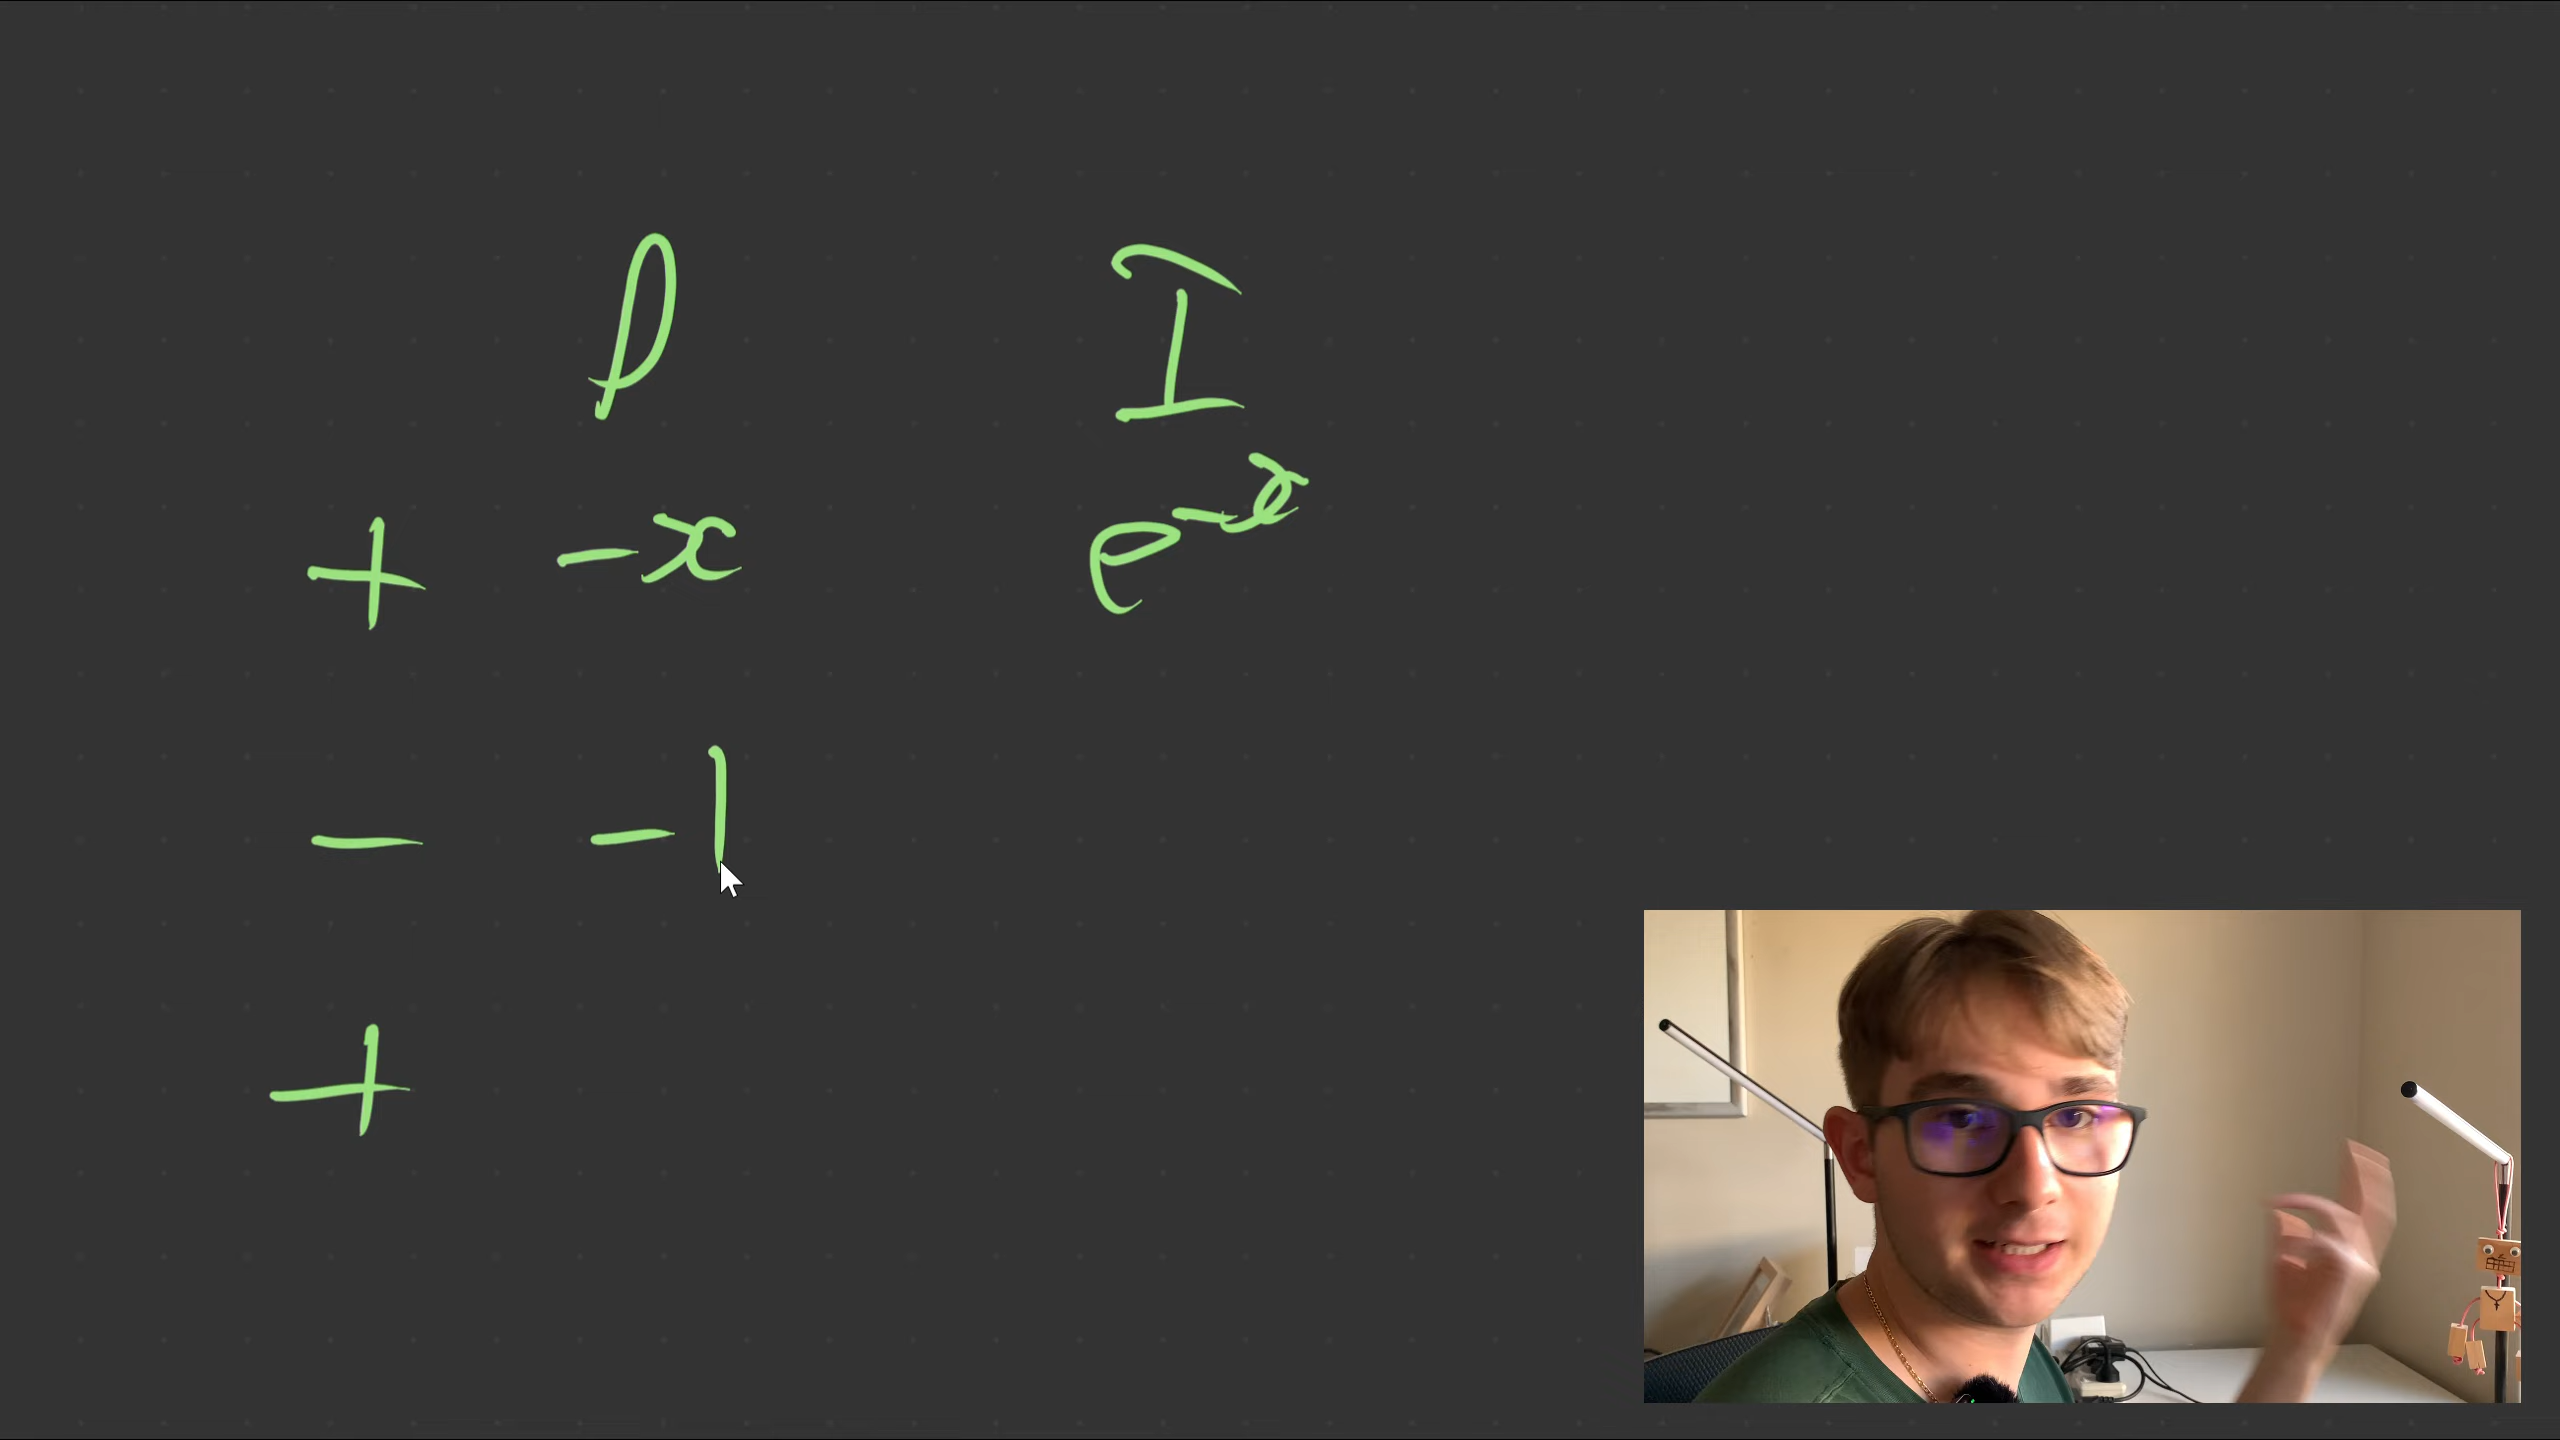 D I
+ -x e^{-x}
- -1
+